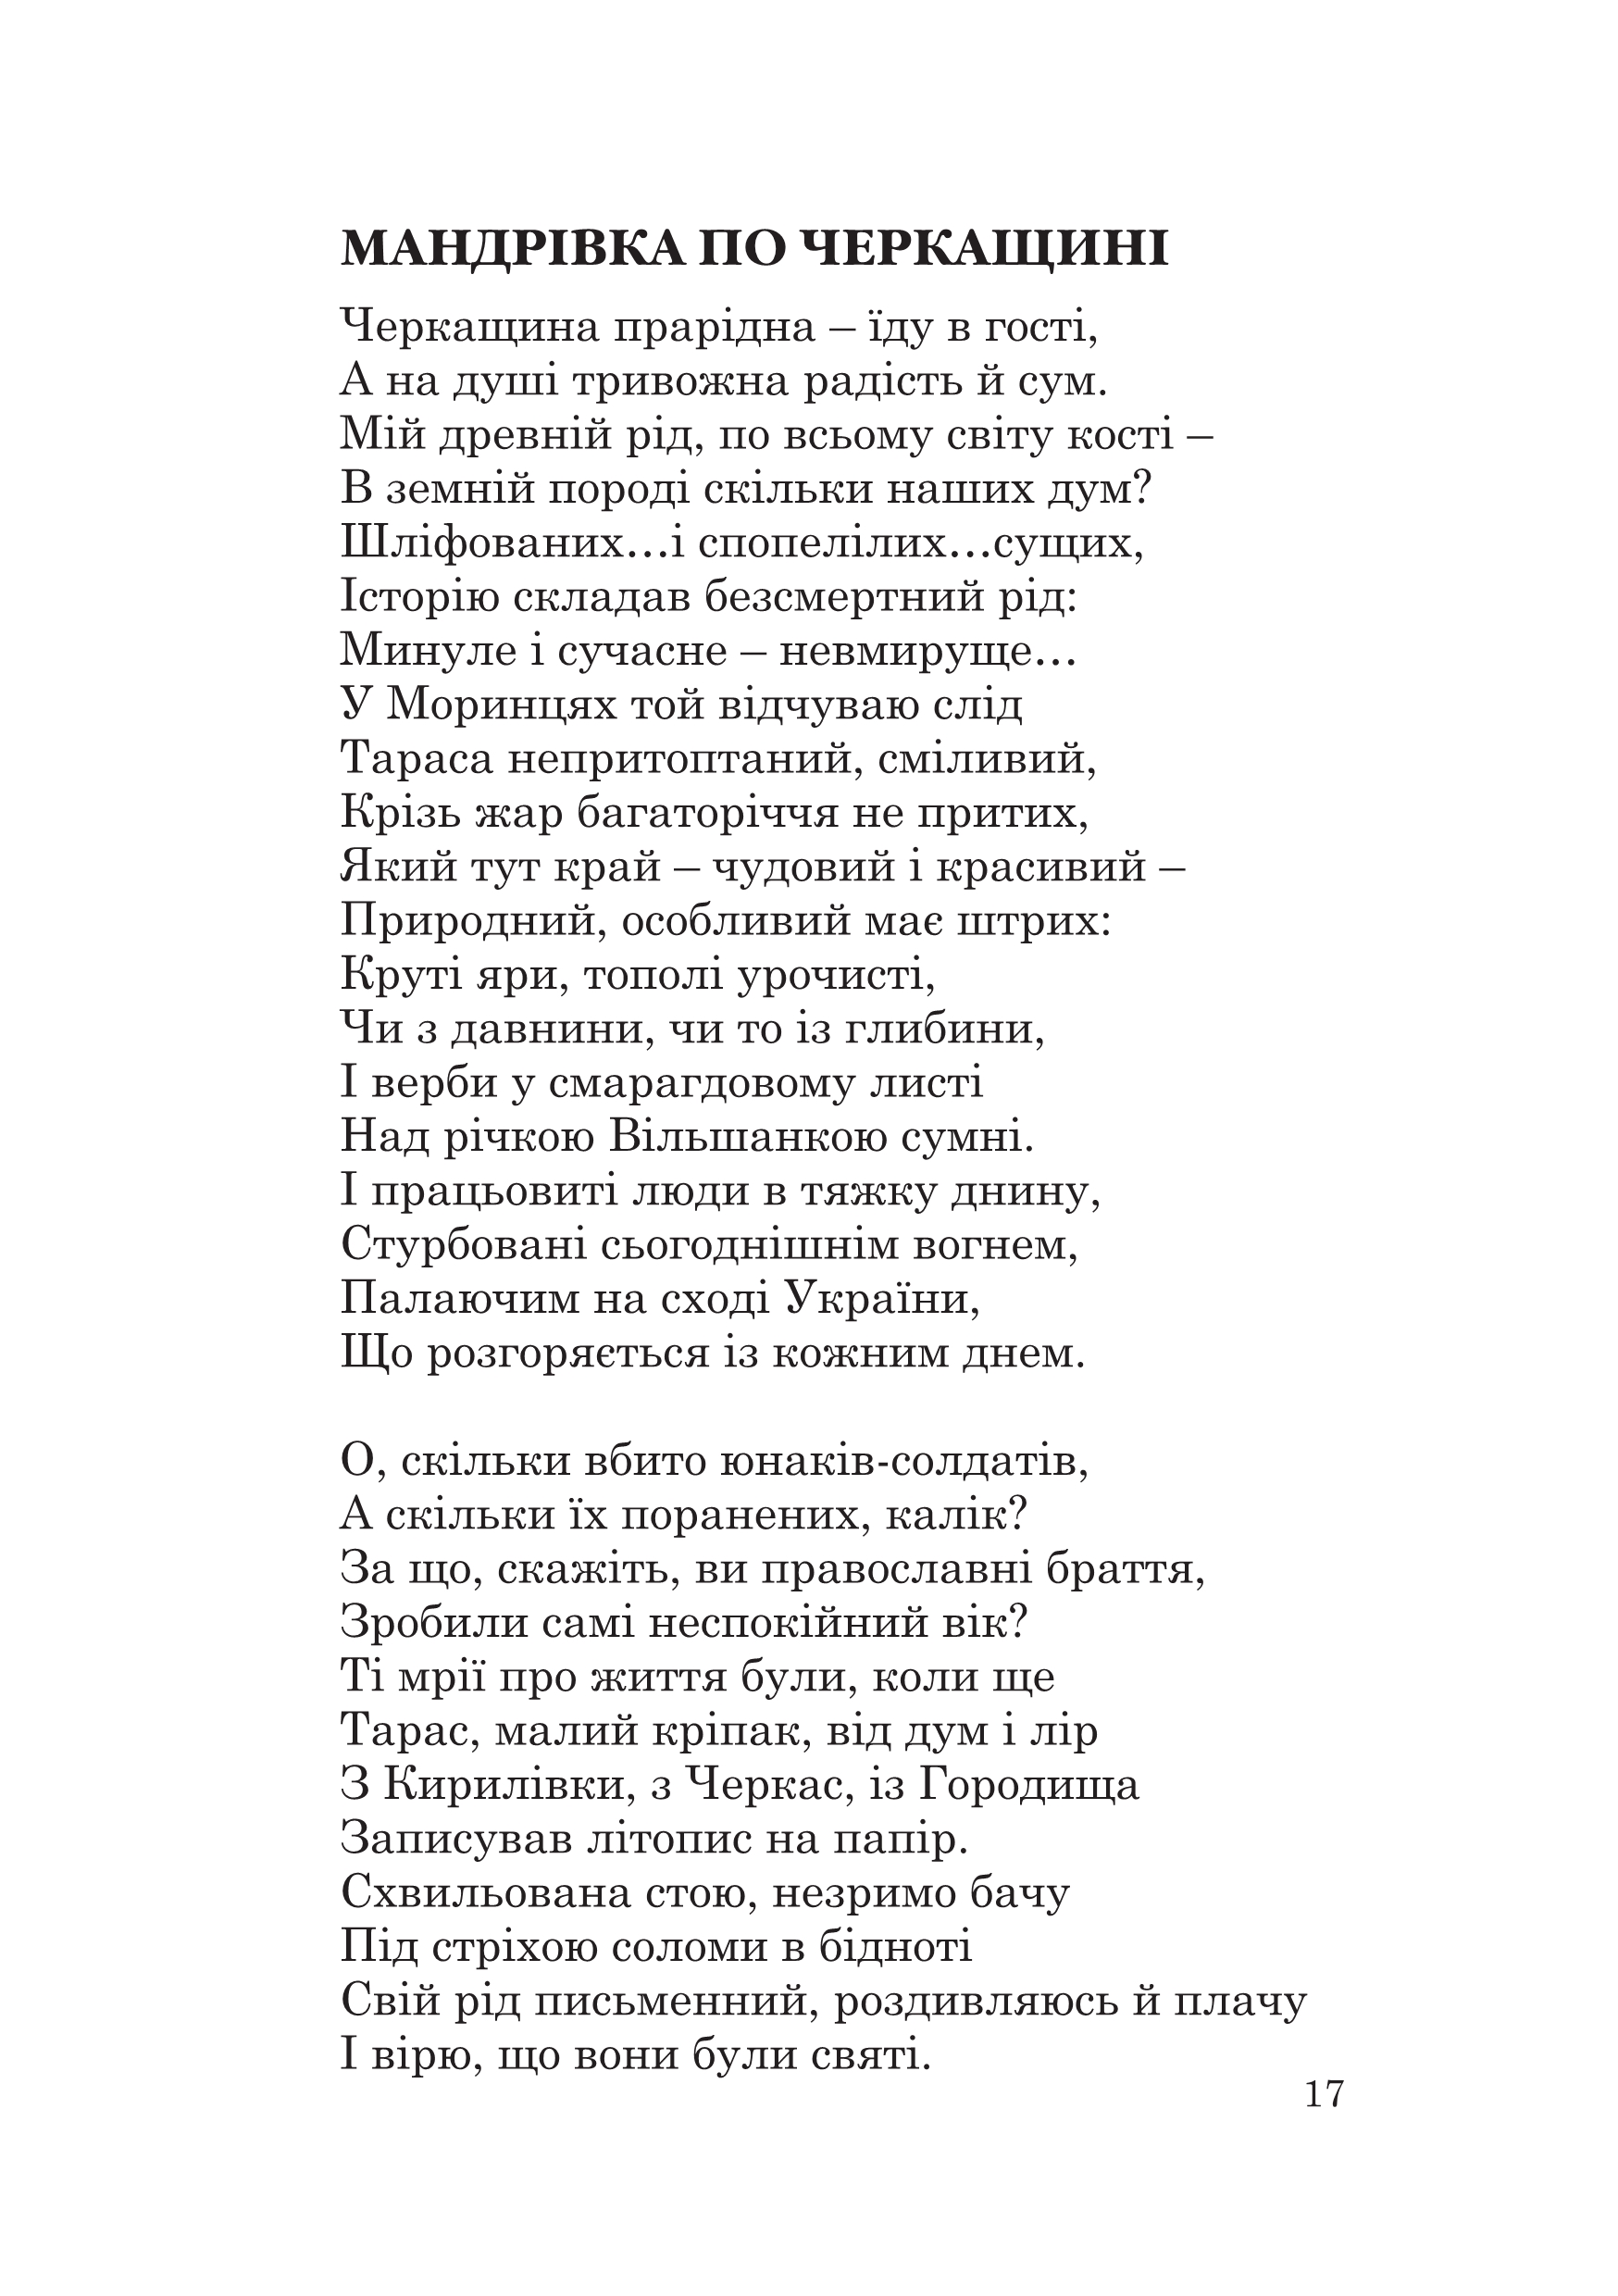 МАНДРІВКА ПО ЧЕРКАЩИНІ
Черкащина прарідна – їду в гості,
А на душі тривожна радість й сум.
Мій древній рід, по всьому світу кості –
В земній породі скільки наших дум?
Шліфованих…і спопелілих…сущих,
Історію складав безсмертний рід:
Минуле і сучасне – невмируще…
У Моринцях той відчуваю слід
Тараса непритоптаний, сміливий,
Крізь жар багаторіччя не притих,
Який тут край – чудовий і красивий –
Природний, особливий має штрих:
Круті яри, тополі урочисті,
Чи з давнини, чи то із глибини,
І верби у смарагдовому листі
Над річкою Вільшанкою сумні.
І працьовиті люди в тяжку днину,
Стурбовані сьогоднішнім вогнем,
Палаючим на сході України,
Що розгоряється із кожним днем.

О, скільки вбито юнаків-солдатів,
А скільки їх поранених, калік?
За що, скажіть, ви православні браття,
Зробили самі неспокійний вік?
Ті мрії про життя були, коли ще
Тарас, малий кріпак, від дум і лір
З Кирилівки, з Черкас, із Городища
Записував літопис на папір.
Схвильована стою, незримо бачу
Під стріхою соломи в бідноті
Свій рід письменний, роздивляюсь й плачу
І вірю, що вони були святі.
17